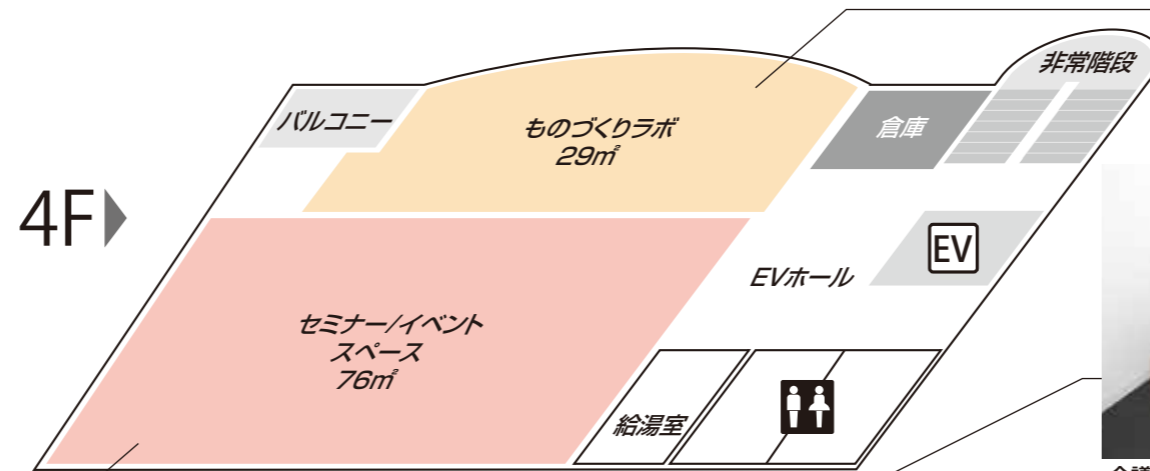 非常階段
バルコニー
ものづくりラボ
29㎡
倉庫
4F
EV
EVホール
セミナー/イベント
スペース
76㎡
給湯室